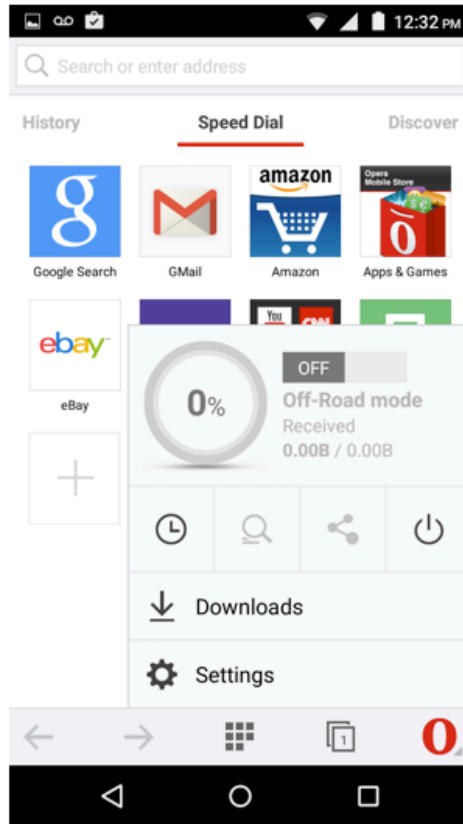 12:32 PM
Search or enter address
History Speed Dial Discover
g
amazon
Opera
Mobile Store
Google Search GMail Amazon Apps & Games
ebay
You
CNN
eBay
0%
OFF
Off-Road mode
Received
0.00B / 0.00B
Downloads
Settings
1